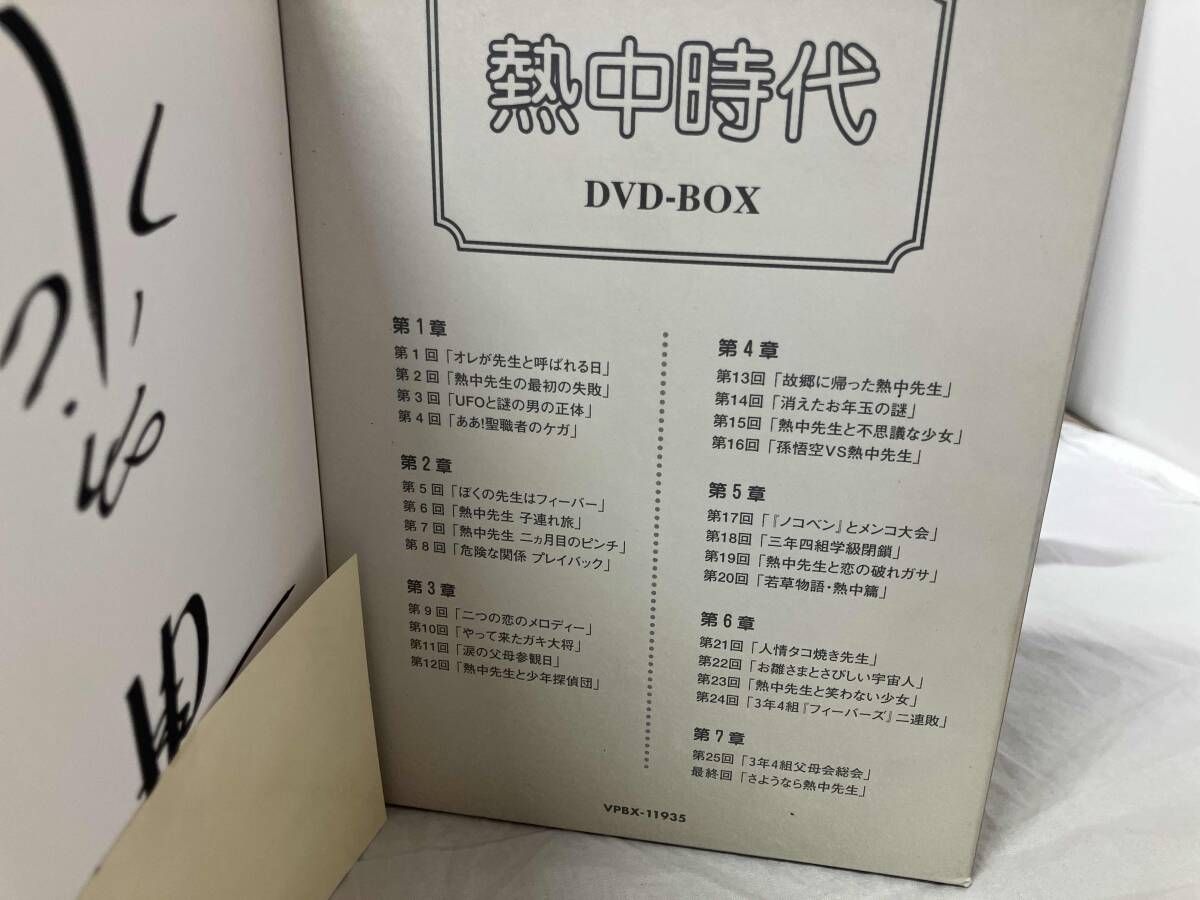 熱中時代
DVD-BOX
第1章
第1回「オレが先生と呼ばれる日」
第2回「熱中先生の最初の失敗」
第3回「UFOと謎の男の正体」
第4回「ああ!聖職者のケガ」
第2章
第5回「ぼくの先生はフィーバー」
第6回「熱中先生 子連れ旅」
第7回「熱中先生 二ヵ月目のピンチ」
第8回「危険な関係 プレイバック」
第3章
第9回「二つの恋のメロディー」
第10回「やって来たガキ大将」
第11回「涙の父母参観日」
第12回「熱中先生と少年探偵団」
第4章
第13回「故郷に帰った熱中先生」
第14回「消えたお年玉の謎」
第15回「熱中先生と不思議な少女」
第16回「孫悟空VS熱中先生」
第5章
第17回「『ノコベン』とメンコ大会」
第18回「三年四組学級閉鎖」
第19回「熱中先生と恋の破れガサ」
第20回「若草物語・熱中篇」
第6章
第21回「人情タコ焼き先生」
第22回「お雛さまとさびしい宇宙人」
第23回「熱中先生と笑わない少女」
第24回「3年4組『フィーバーズ』二連敗」
第7章
第25回「3年4組父母会総会」
最終回「さようなら熱中先生」
VPBX-11935